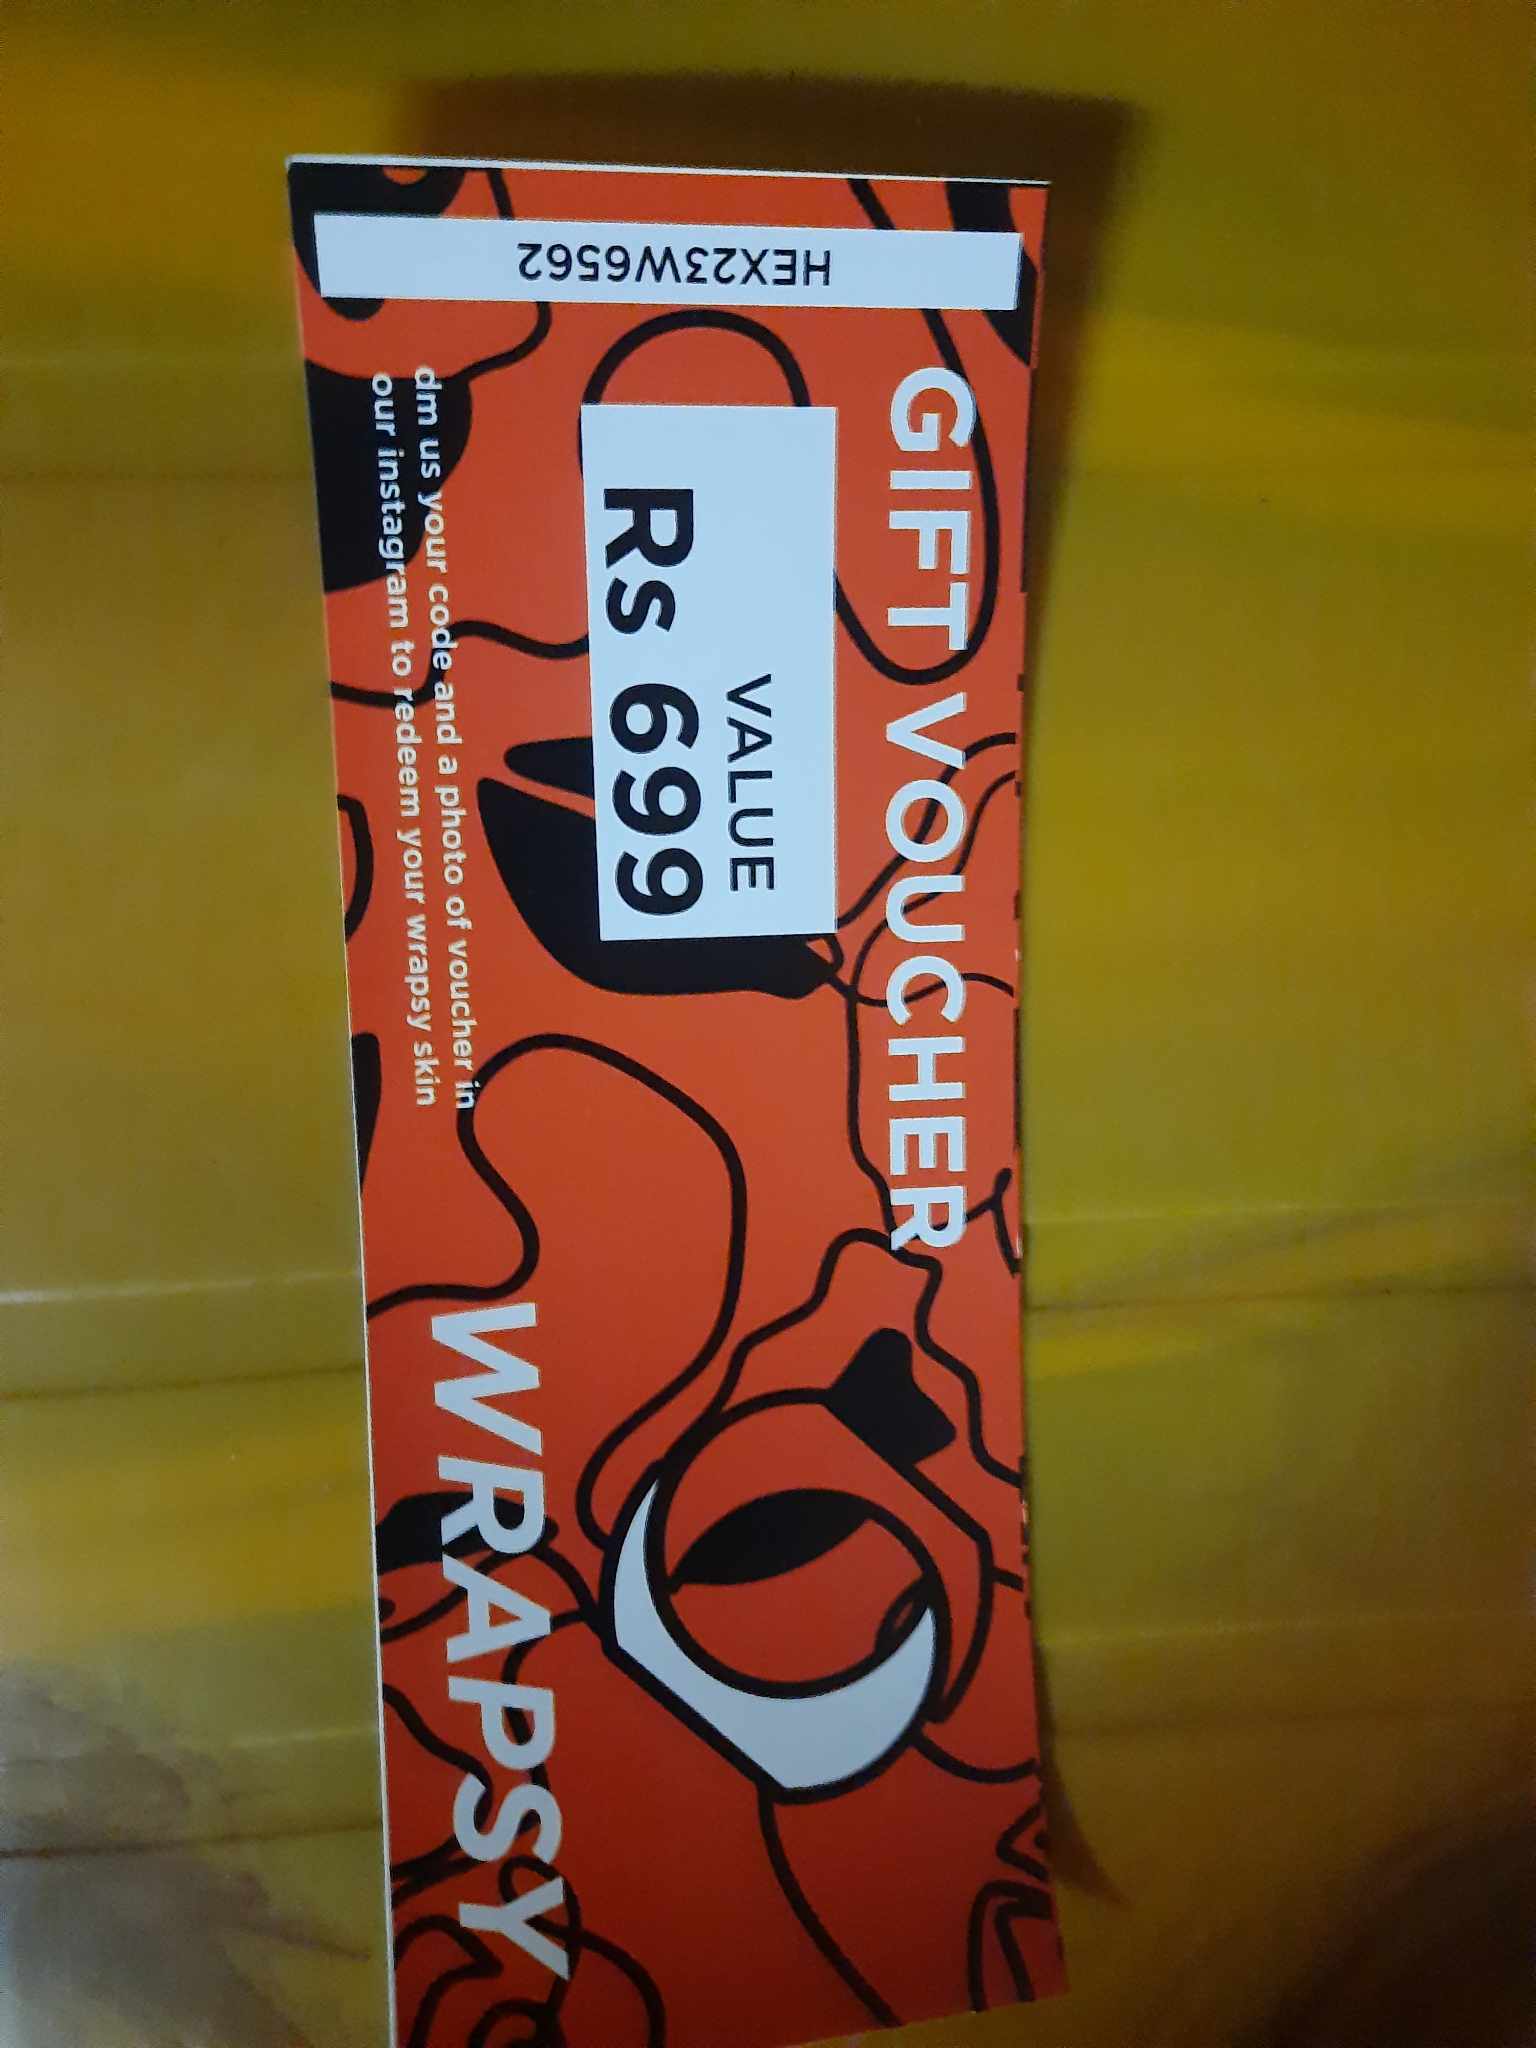 GIFT VOUCHER
VALUE
Rs 699
dm us your code and a photo of voucher in
our instagram to redeem your wrapsy skin
WRAPSY
HEX23W6562